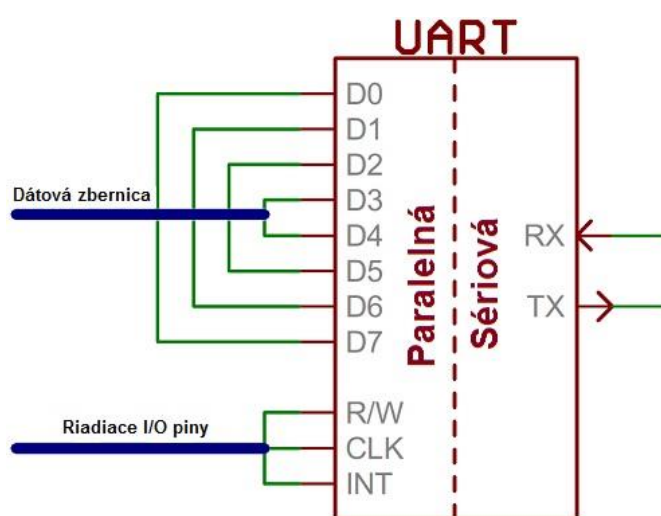 UART
D0
D1
D2
Dátová zbernica
D3
D4
D5
D6
D7
Paralelná
Sériová
RX
TX
R/W
Riadiace I/O piny
CLK
INT